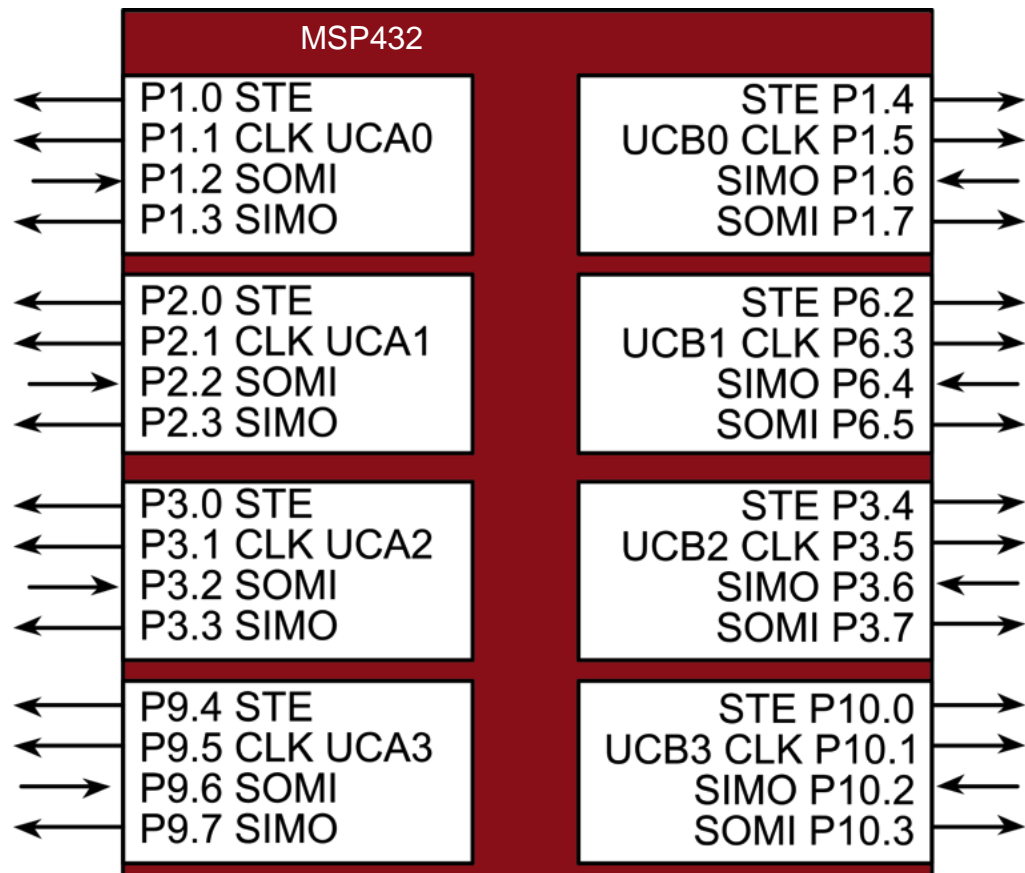 MSP432
P1.0 STE
P1.1 CLK UCA0
P1.2 SOMI
P1.3 SIMO
STE P1.4
UCB0 CLK P1.5
SIMO P1.6
SOMI P1.7
P2.0 STE
P2.1 CLK UCA1
P2.2 SOMI
P2.3 SIMO
STE P6.2
UCB1 CLK P6.3
SIMO P6.4
SOMI P6.5
P3.0 STE
P3.1 CLK UCA2
P3.2 SOMI
P3.3 SIMO
STE P3.4
UCB2 CLK P3.5
SIMO P3.6
SOMI P3.7
P9.4 STE
P9.5 CLK UCA3
P9.6 SOMI
P9.7 SIMO
STE P10.0
UCB3 CLK P10.1
SIMO P10.2
SOMI P10.3